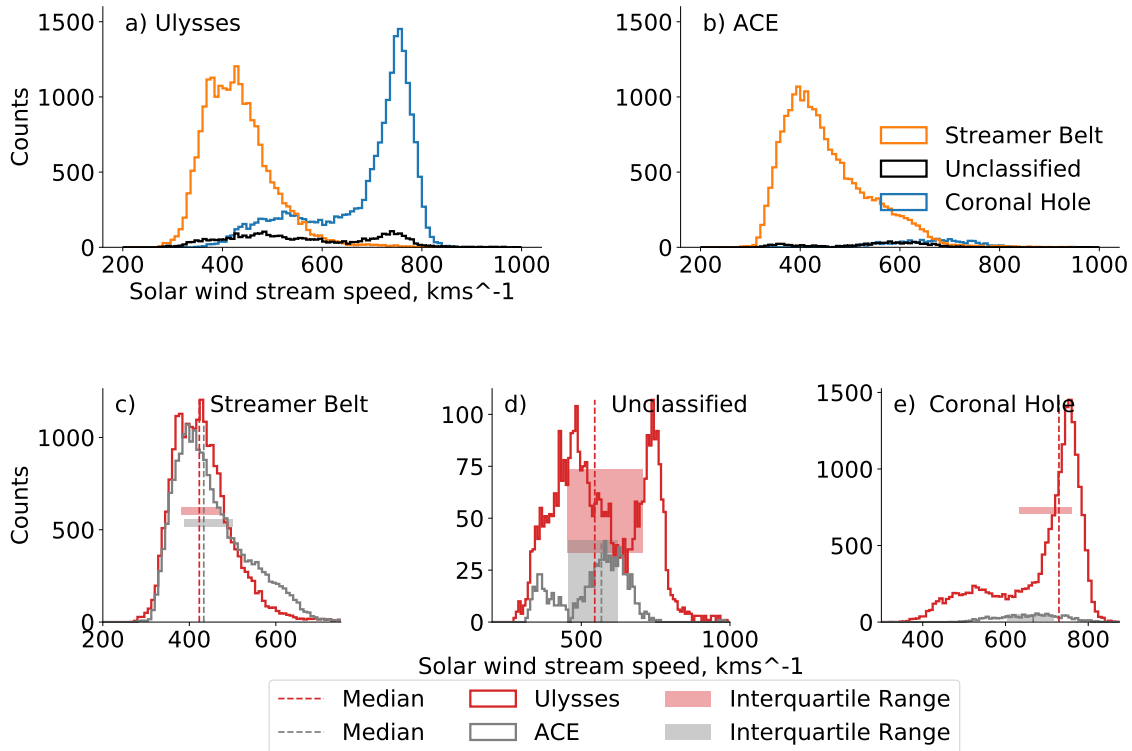 a) Ulysses
b) ACE
1500
1000
500
0
Counts
200 400 600 800 1000
Solar wind stream speed, kms^-1
1500
1000
500
0
200 400 600 800 1000
Streamer Belt
Unclassified
Coronal Hole
c) Streamer Belt
1000
500
0
Counts
200 400 600
d) Unclassified
100
75
50
25
0
500 1000
e) Coronal Hole
1500
1000
500
0
400 600 800
Solar wind stream speed, kms^-1
Median Ulysses Interquartile Range
Median ACE Interquartile Range